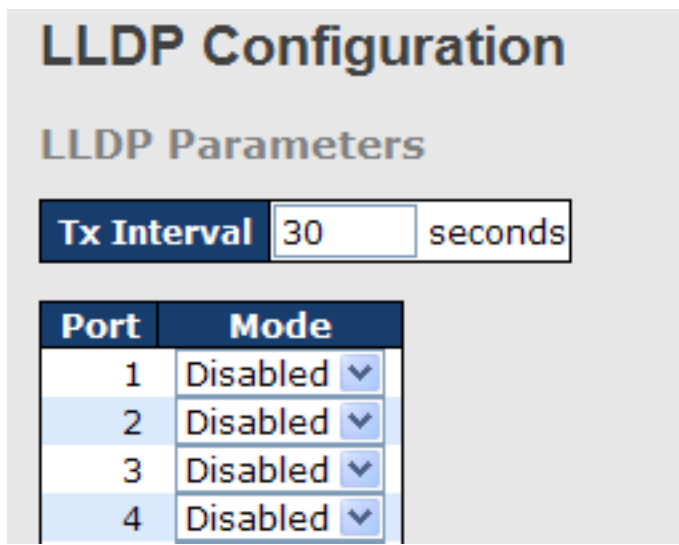 LLDP Configuration
LLDP Parameters
Tx Interval 30 seconds
Port Mode
1 Disabled
2 Disabled
3 Disabled
4 Disabled